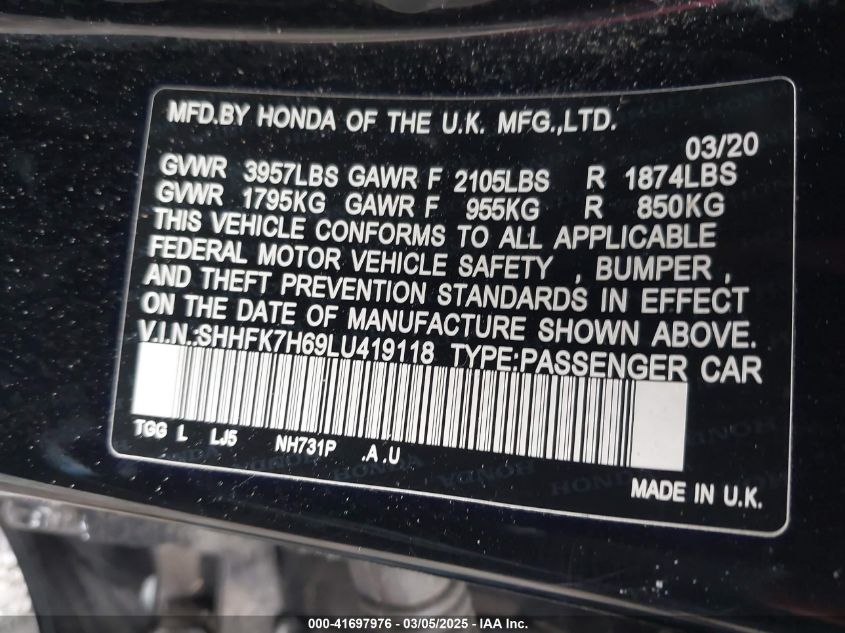 MFD.BY HONDA OF THE U.K. MFG.,LTD.
03/20
GVWR 3957LBS GAWR F 2105LBS R 1874LBS
GVWR 1795KG GAWR F 955KG R 850KG
THIS VEHICLE CONFORMS TO ALL APPLICABLE
FEDERAL MOTOR VEHICLE SAFETY , BUMPER ,
AND THEFT PREVENTION STANDARDS IN EFFECT
ON THE DATE OF MANUFACTURE SHOWN ABOVE.
V.I.N.:SHHFK7H69LU419118 TYPE:PASSENGER CAR
TGG L LJ5 NH731P .A.U
MADE IN U.K.
000-41697976 - 03/05/2025 - IAA Inc.